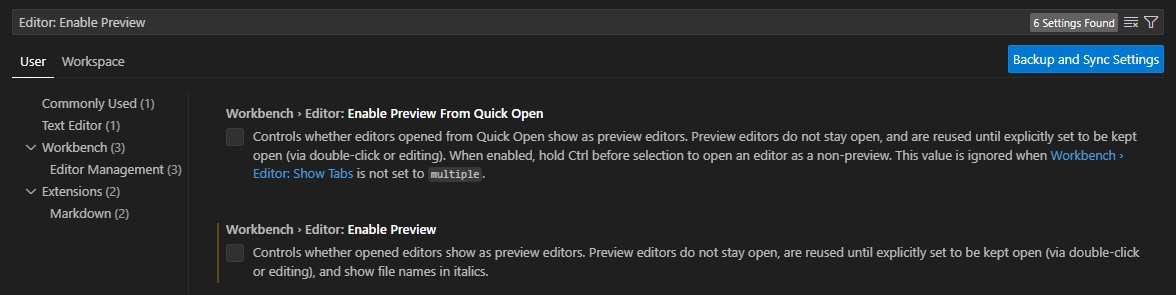 Editor: Enable Preview
6 Settings Found
User
Workspace
Backup and Sync Settings
Commonly Used (1)
Text Editor (1)
Workbench (3)
Editor Management (3)
Extensions (2)
Markdown (2)
Workbench › Editor: Enable Preview From Quick Open
Controls whether editors opened from Quick Open show as preview editors. Preview editors do not stay open, and are reused until explicitly set to be kept
open (via double-click or editing). When enabled, hold Ctrl before selection to open an editor as a non-preview. This value is ignored when Workbench ›
Editor: Show Tabs is not set to multiple.
Workbench › Editor: Enable Preview
Controls whether opened editors show as preview editors. Preview editors do not stay open, are reused until explicitly set to be kept open (via double-click
or editing), and show file names in italics.